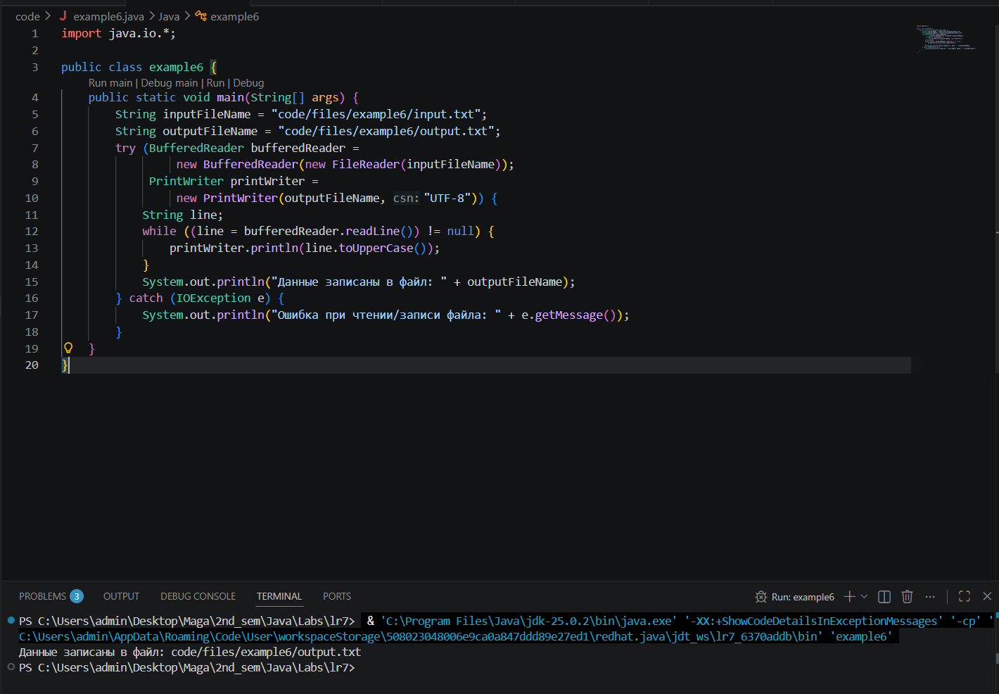 code > J example6.java > Java > example6
1 import java.io.*;
2
3 public class example6 {
Run main | Debug main | Run | Debug
4 public static void main(String[] args) {
5 String inputFileName = "code/files/example6/input.txt";
6 String outputFileName = "code/files/example6/output.txt";
7 try (BufferedReader bufferedReader =
8 new BufferedReader(new FileReader(inputFileName));
9 PrintWriter printWriter =
10 new PrintWriter(outputFileName, csn: "UTF-8")) {
11 String line;
12 while ((line = bufferedReader.readLine()) != null) {
13 printWriter.println(line.toUpperCase());
14 }
15 System.out.println("Данные записаны в файл: " + outputFileName);
16 } catch (IOException e) {
17 System.out.println("Ошибка при чтении/записи файла: " + e.getMessage());
18 }
19 }
20 }
PROBLEMS 3 OUTPUT DEBUG CONSOLE TERMINAL PORTS Run: example6
PS C:\Users\admin\Desktop\Maga\2nd_sem\Java\Labs\lr7> & 'C:\Program Files\Java\jdk-25.0.2\bin\java.exe' '-XX:+ShowCodeDetailsInExceptionMessages' '-cp' '
C:\Users\admin\AppData\Roaming\Code\User\workspaceStorage\508023048006e9ca0a847ddd89e27ed1\redhat.java\jdt_ws\lr7_6370addb\bin' 'example6'
Данные записаны в файл: code/files/example6/output.txt
PS C:\Users\admin\Desktop\Maga\2nd_sem\Java\Labs\lr7>